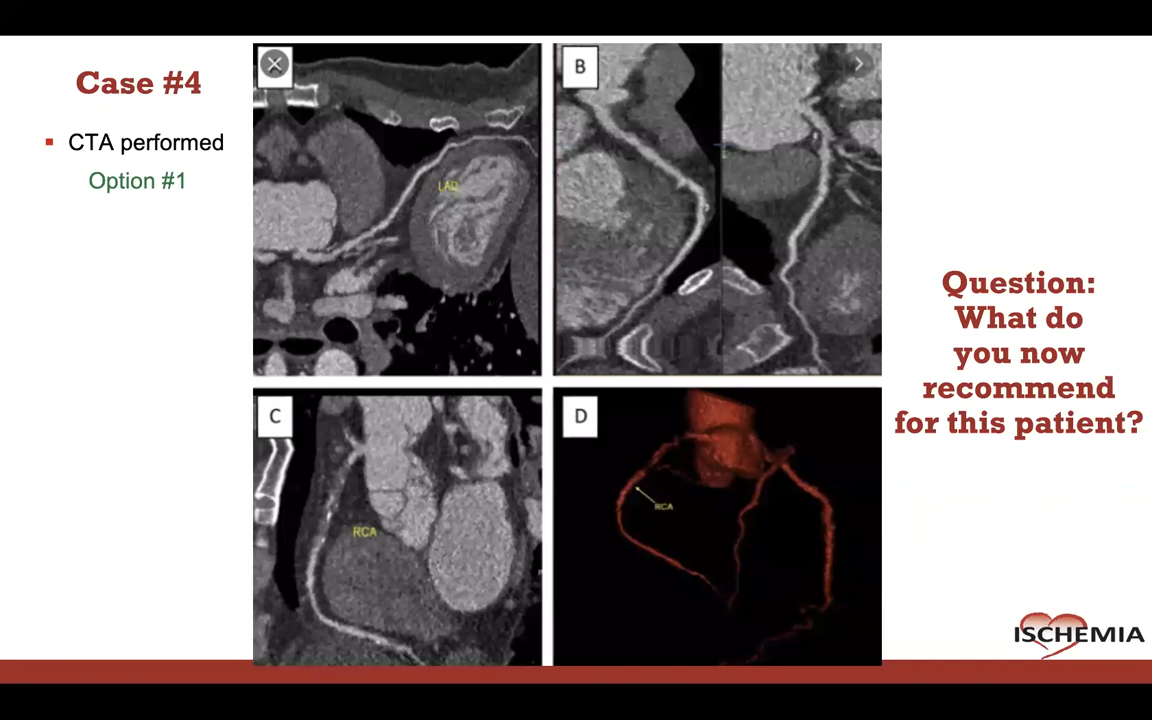 Case #4
▪ CTA performed
Option #1
LAD
B
C
RCA
D
RCA
Question:
What do
you now
recommend
for this patient?
ISCHEMIA